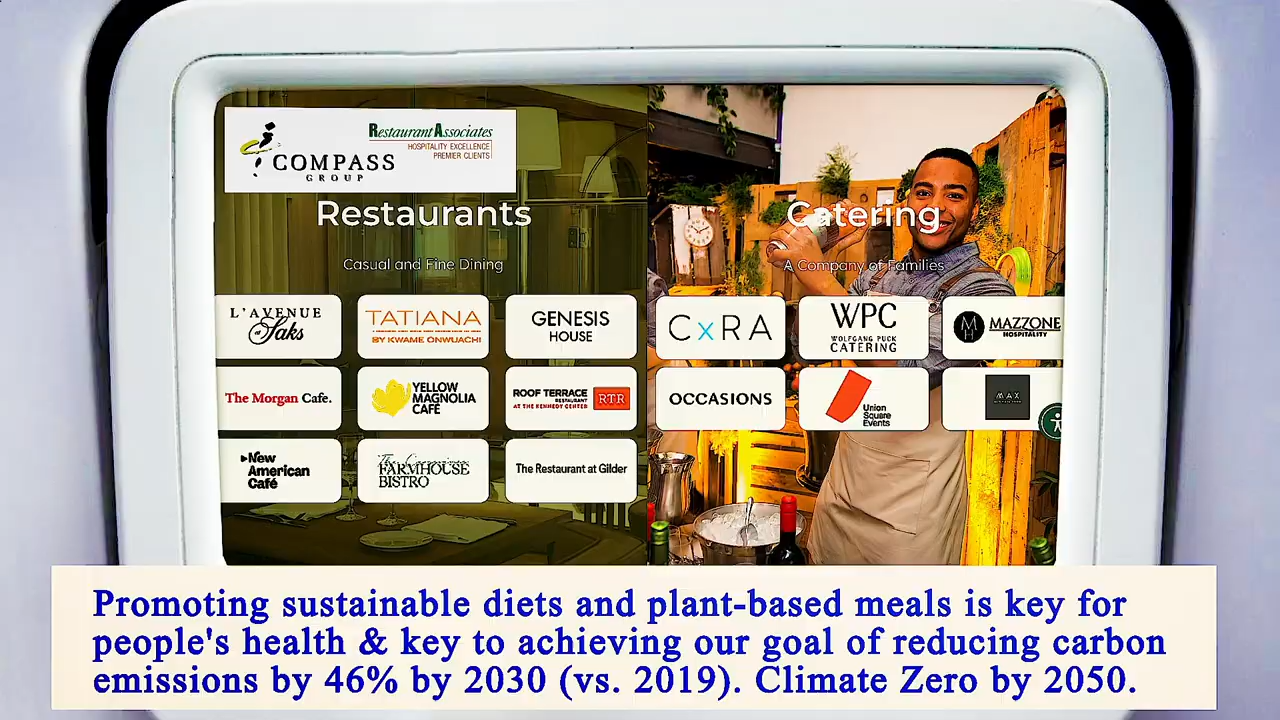 COMPASS
GROUP
Restaurant Associates
HOSPITALITY EXCELLENCE
PREMIER CLIENTS
Restaurants
Casual and Fine Dining
L'AVENUE
Saks
TATIANA
BY KWAME ONWUACHI
GENESIS
HOUSE
The Morgan Cafe.
YELLOW
MAGNOLIA
CAFÉ
ROOF TERRACE
RESTAURANT
AT THE KENNEDY CENTER
RTR
New
American
Café
FARMHOUSE
BISTRO
The Restaurant at Gilder
Catering
A Company of Families
CxRA
WPC
WOLFGANG PUCK
CATERING
MH
MAZZONE
HOSPITALITY
OCCASIONS
Union
Square
Events
MAX
Promoting sustainable diets and plant-based meals is key for
people's health & key to achieving our goal of reducing carbon
emissions by 46% by 2030 (vs. 2019). Climate Zero by 2050.